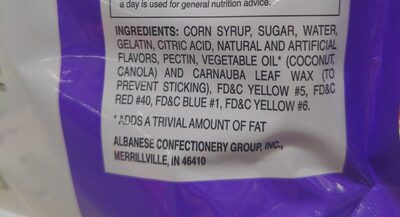 a day is used for general nutrition advice.
INGREDIENTS: CORN SYRUP, SUGAR, WATER,
GELATIN, CITRIC ACID, NATURAL AND ARTIFICIAL
FLAVORS, PECTIN, VEGETABLE OIL* (COCONUT,
CANOLA) AND CARNAUBA LEAF WAX (TO
PREVENT STICKING), FD&C YELLOW #5, FD&C
RED #40, FD&C BLUE #1, FD&C YELLOW #6.
*ADDS A TRIVIAL AMOUNT OF FAT
ALBANESE CONFECTIONERY GROUP, INC.,
MERRILLVILLE, IN 46410